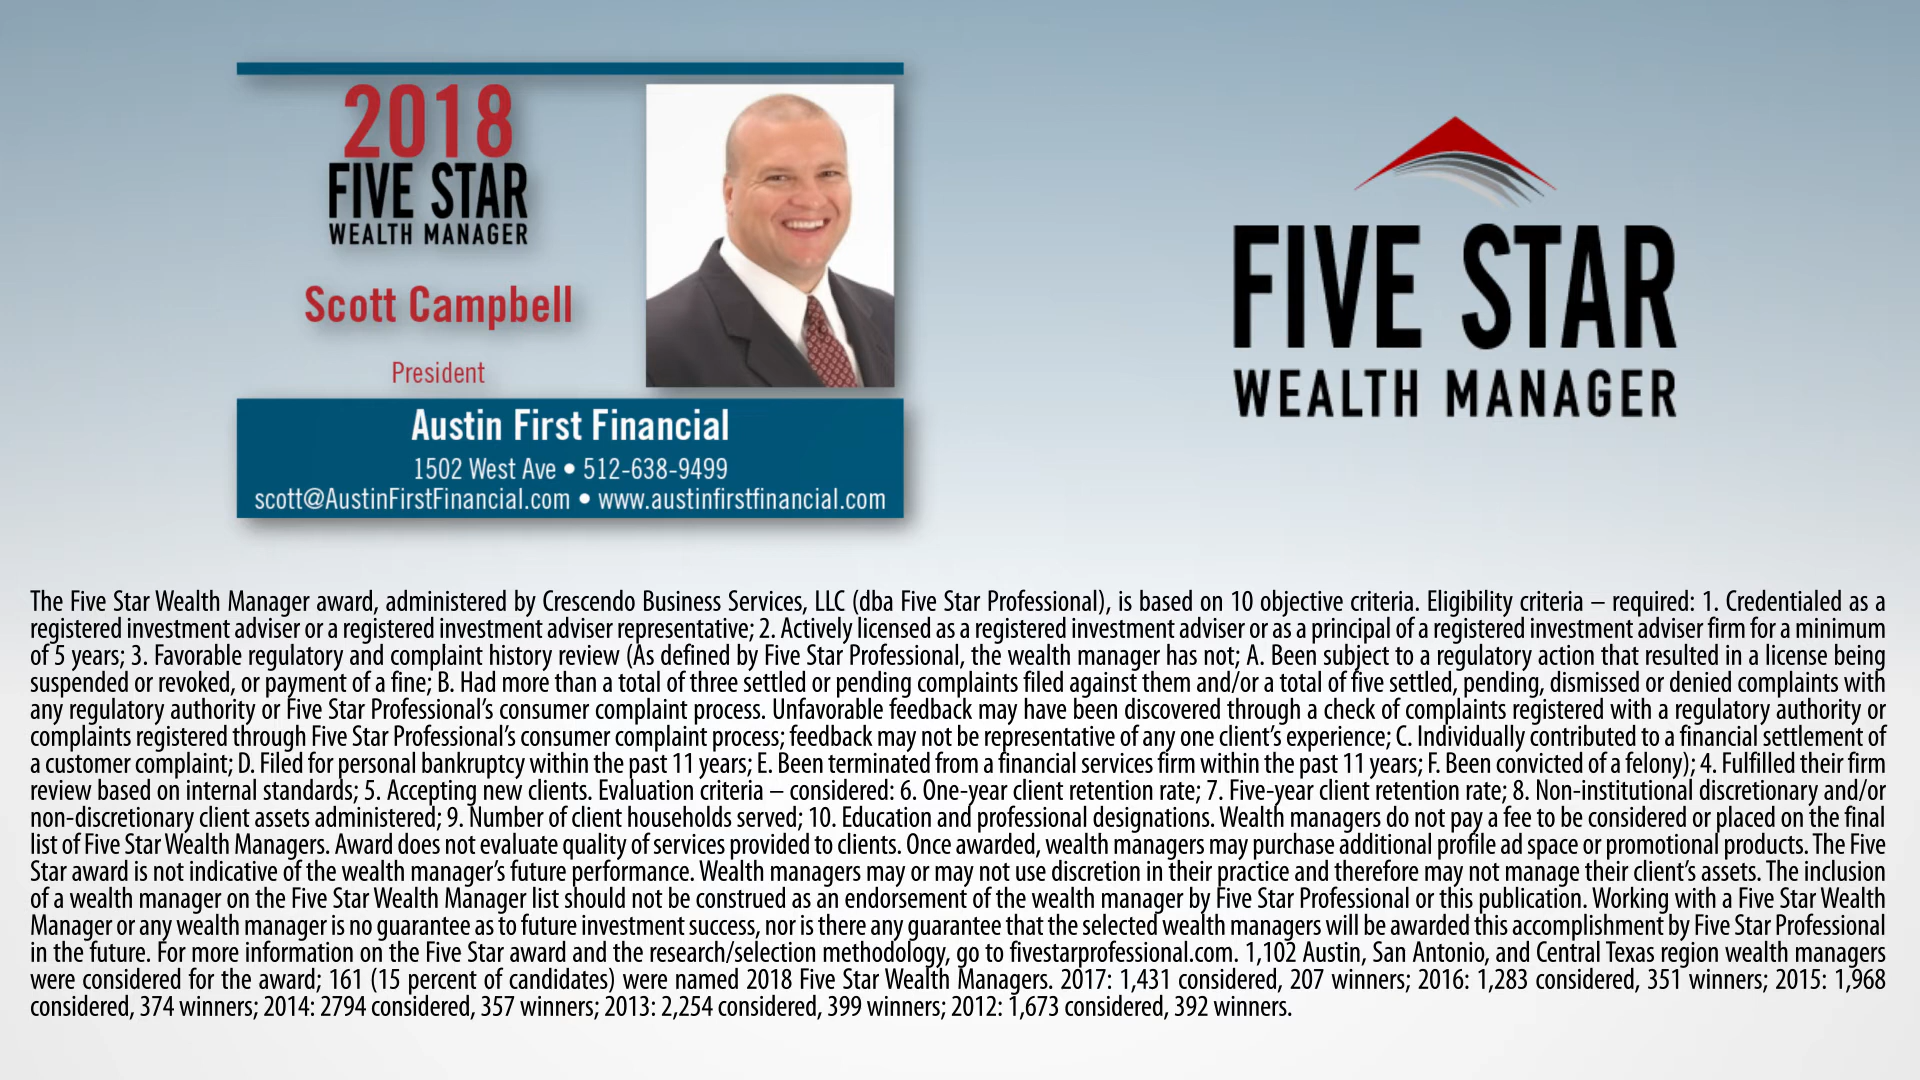 2018
FIVE STAR
WEALTH MANAGER
Scott Campbell
President
Austin First Financial
1502 West Ave • 512-638-9499
scott@AustinFirstFinancial.com • www.austinfirstfinancial.com
FIVE STAR
WEALTH MANAGER
The Five Star Wealth Manager award, administered by Crescendo Business Services, LLC (dba Five Star Professional), is based on 10 objective criteria. Eligibility criteria – required: 1. Credentialed as a
registered investment adviser or a registered investment adviser representative; 2. Actively licensed as a registered investment adviser or as a principal of a registered investment adviser firm for a minimum
of 5 years; 3. Favorable regulatory and complaint history review (As defined by Five Star Professional, the wealth manager has not; A. Been subject to a regulatory action that resulted in a license being
suspended or revoked, or payment of a fine; B. Had more than a total of three settled or pending complaints filed against them and/or a total of five settled, pending, dismissed or denied complaints with
any regulatory authority or Five Star Professional’s consumer complaint process. Unfavorable feedback may have been discovered through a check of complaints registered with a regulatory authority or
complaints registered through Five Star Professional’s consumer complaint process; feedback may not be representative of any one client’s experience; C. Individually contributed to a financial settlement of
a customer complaint; D. Filed for personal bankruptcy within the past 11 years; E. Been terminated from a financial services firm within the past 11 years; F. Been convicted of a felony); 4. Fulfilled their firm
review based on internal standards; 5. Accepting new clients. Evaluation criteria – considered: 6. One-year client retention rate; 7. Five-year client retention rate; 8. Non-institutional discretionary and/or
non-discretionary client assets administered; 9. Number of client households served; 10. Education and professional designations. Wealth managers do not pay a fee to be considered or placed on the final
list of Five Star Wealth Managers. Award does not evaluate quality of services provided to clients. Once awarded, wealth managers may purchase additional profile ad space or promotional products. The Five
Star award is not indicative of the wealth manager’s future performance. Wealth managers may or may not use discretion in their practice and therefore may not manage their client’s assets. The inclusion
of a wealth manager on the Five Star Wealth Manager list should not be construed as an endorsement of the wealth manager by Five Star Professional or this publication. Working with a Five Star Wealth
Manager or any wealth manager is no guarantee as to future investment success, nor is there any guarantee that the selected wealth managers will be awarded this accomplishment by Five Star Professional
in the future. For more information on the Five Star award and the research/selection methodology, go to fivestarprofessional.com. 1,102 Austin, San Antonio, and Central Texas region wealth managers
were considered for the award; 161 (15 percent of candidates) were named 2018 Five Star Wealth Managers. 2017: 1,431 considered, 207 winners; 2016: 1,283 considered, 351 winners; 2015: 1,968
considered, 374 winners; 2014: 2794 considered, 357 winners; 2013: 2,254 considered, 399 winners; 2012: 1,673 considered, 392 winners.